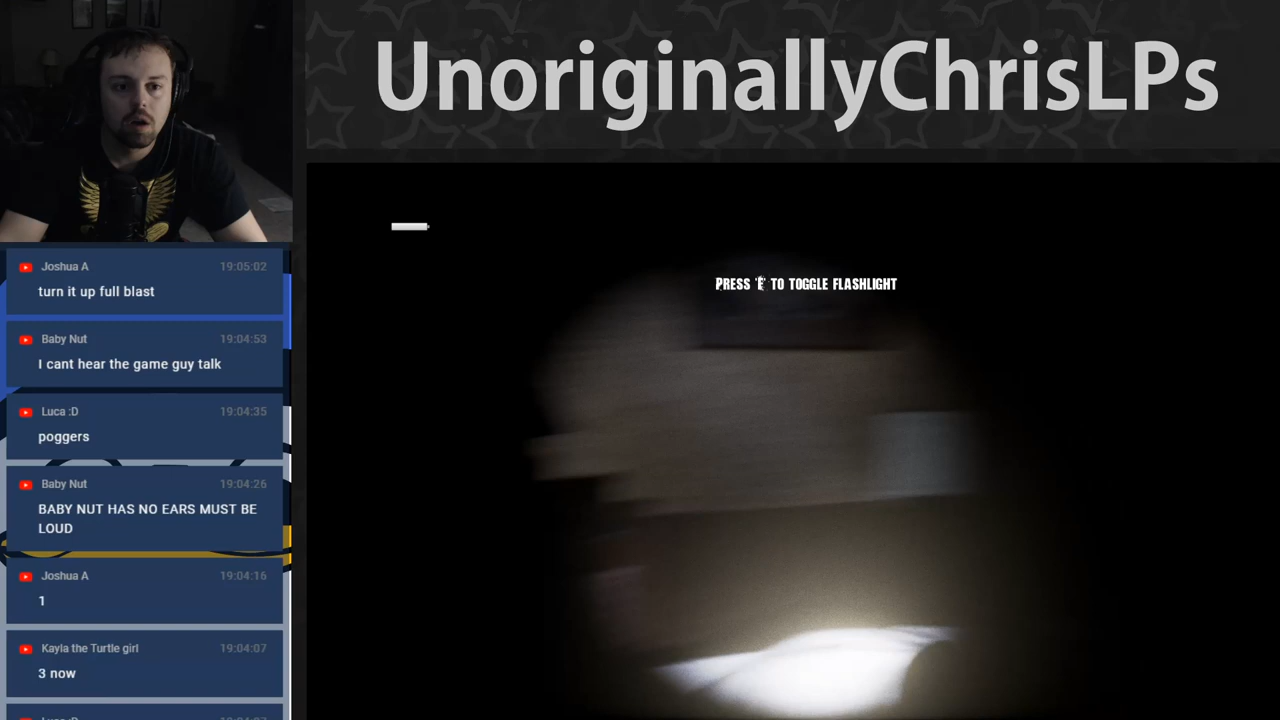 UnoriginallyChrisLPs
PRESS 'E' TO TOGGLE FLASHLIGHT
Joshua A 19:05:02
turn it up full blast
Baby Nut 19:04:53
I cant hear the game guy talk
Luca :D 19:04:35
poggers
Baby Nut 19:04:26
BABY NUT HAS NO EARS MUST BE
LOUD
Joshua A 19:04:16
1
Kayla the Turtle girl 19:04:07
3 now